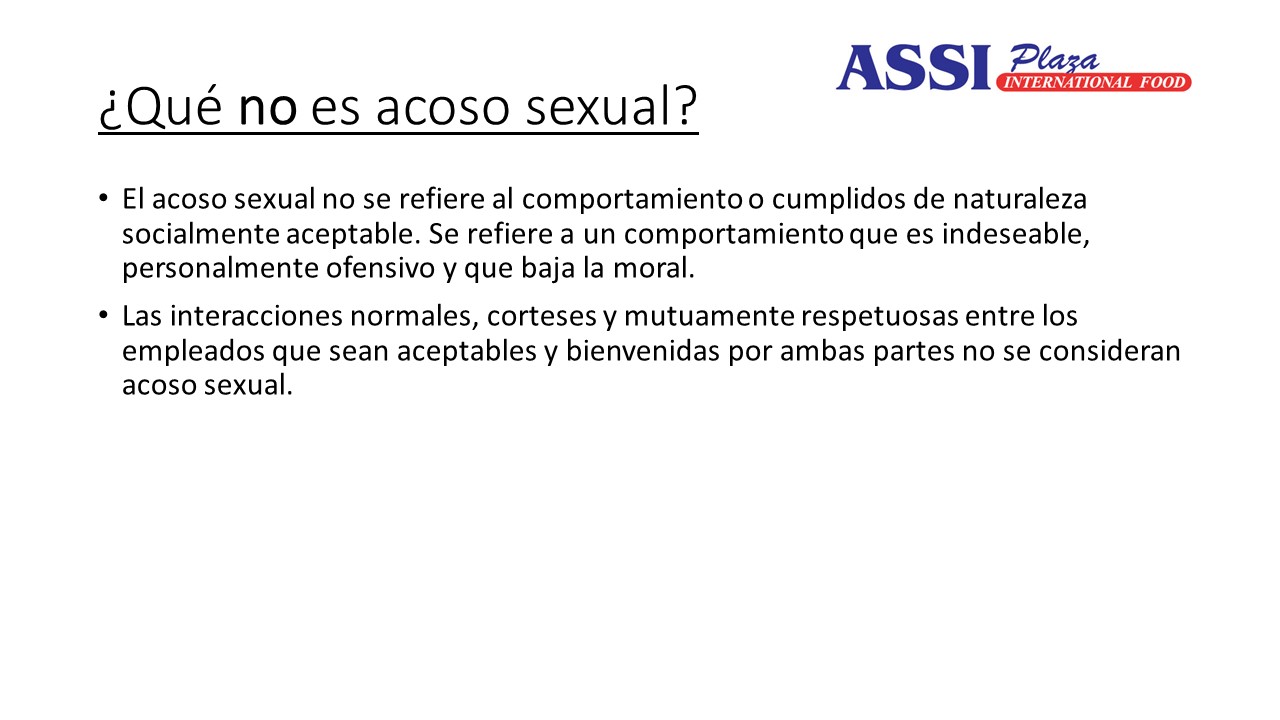 ASSI Plaza
INTERNATIONAL FOOD
¿Qué no es acoso sexual?
• El acoso sexual no se refiere al comportamiento o cumplidos de naturaleza
socialmente aceptable. Se refiere a un comportamiento que es indeseable,
personalmente ofensivo y que baja la moral.
• Las interacciones normales, corteses y mutuamente respetuosas entre los
empleados que sean aceptables y bienvenidas por ambas partes no se consideran
acoso sexual.